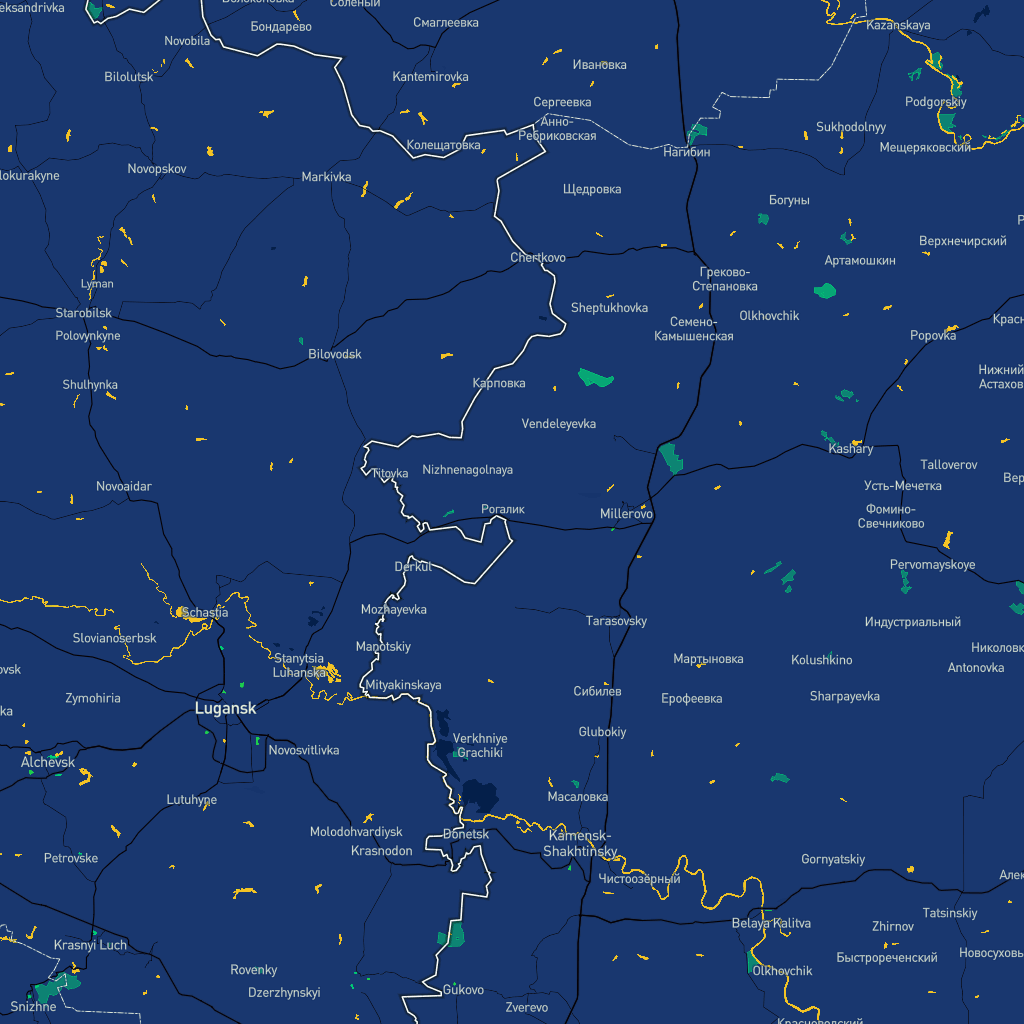 Волоконовка
Соленый
Смаглеевка
Kazanskaya
Бондарево
Novobila
Bilolutsk
Kantemirovka
Ивановка
Сергеевка
Podgorskiy
Анно-
Ребриковская
Sukhodolnyy
Колещатовка
Нагибин
Мещеряковский
Novopskov
lokurakyne
Markivka
Щедровка
Богуны
Верхнечирский
Chertkovo
Артамошкин
Греково-
Степановка
Lyman
Starobilsk
Sheptukhovka
Olkhovchik
Семено-
Камышенская
Polovynkyne
Popovka
Bilovodsk
Shulhynka
Карповка
Нижний
Астахов
Vendeleyevka
Kashary
Talloverov
Titovka
Nizhnenagolnaya
Novoaidar
Усть-Мечетка
Рогалик
Millerovo
Фомино-
Свечниково
Derkul
Pervomayskoye
Schastia
Mozhayevka
Tarasovsky
Индустриальный
Slovianoserbsk
Manotskiy
Николовк
Stanytsia
Luhanska
Мартыновка
Kolushkino
Antonovka
Mityakinskaya
Сибилев
Ерофеевка
Sharpayevka
Zymohiria
Lugansk
Glubokiy
Verkhniye
Grachiki
Novosvitlivka
Alchevsk
Lutuhyne
Масаловка
Molodohvardiysk
Donetsk
Kamensk-
Shakhtinsky
Krasnodon
Petrovske
Gornyatskiy
Чистоозёрный
Tatsinskiy
Belaya Kalitva
Zhirnov
Krasnyi Luch
Быстрореченский
Новосуховь
Rovenky
Olkhovchik
Dzerzhynskyi
Gukovo
Snizhne
Zverevo